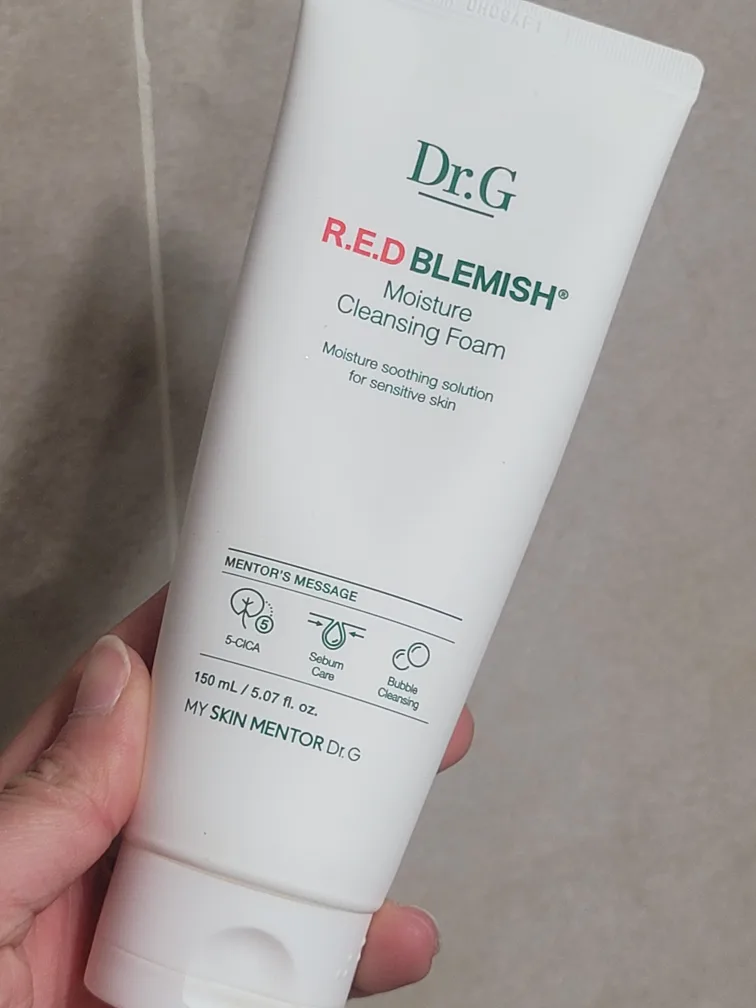 Dr.G
R.E.D BLEMISH®
Moisture
Cleansing Foam
Moisture soothing solution
for sensitive skin
MENTOR'S MESSAGE
5
5-CICA
Sebum
Care
Bubble
Cleansing
150 mL / 5.07 fl. oz.
MY SKIN MENTOR Dr.G